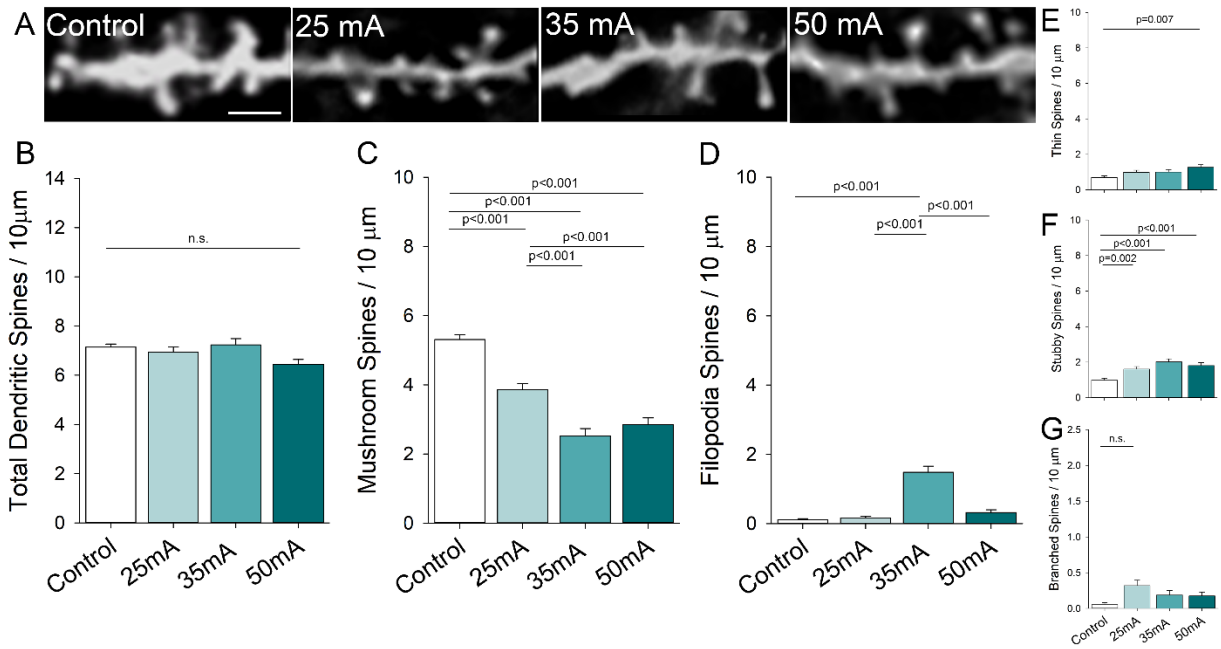 A
Control
25 mA
35 mA
50 mA
B
Total Dendritic Spines / 10μm
14
12
10
8
6
4
2
0
n.s.
Control
25mA
35mA
50mA
C
Mushroom Spines / 10 μm
10
8
6
4
2
0
p<0.001
p<0.001
p<0.001
p<0.001
p<0.001
Control
25mA
35mA
50mA
D
Filopodia Spines / 10 μm
10
8
6
4
2
0
p<0.001
p<0.001
p<0.001
Control
25mA
35mA
50mA
E
Thin Spines / 10 μm
10
8
6
4
2
0
p=0.007
F
Stubby Spines / 10 μm
10
8
6
4
2
0
p<0.001
p<0.001
p=0.002
G
Branched Spines / 10 μm
2.5
2.0
1.5
1.0
0.5
0.0
n.s.
Control
25mA
35mA
50mA